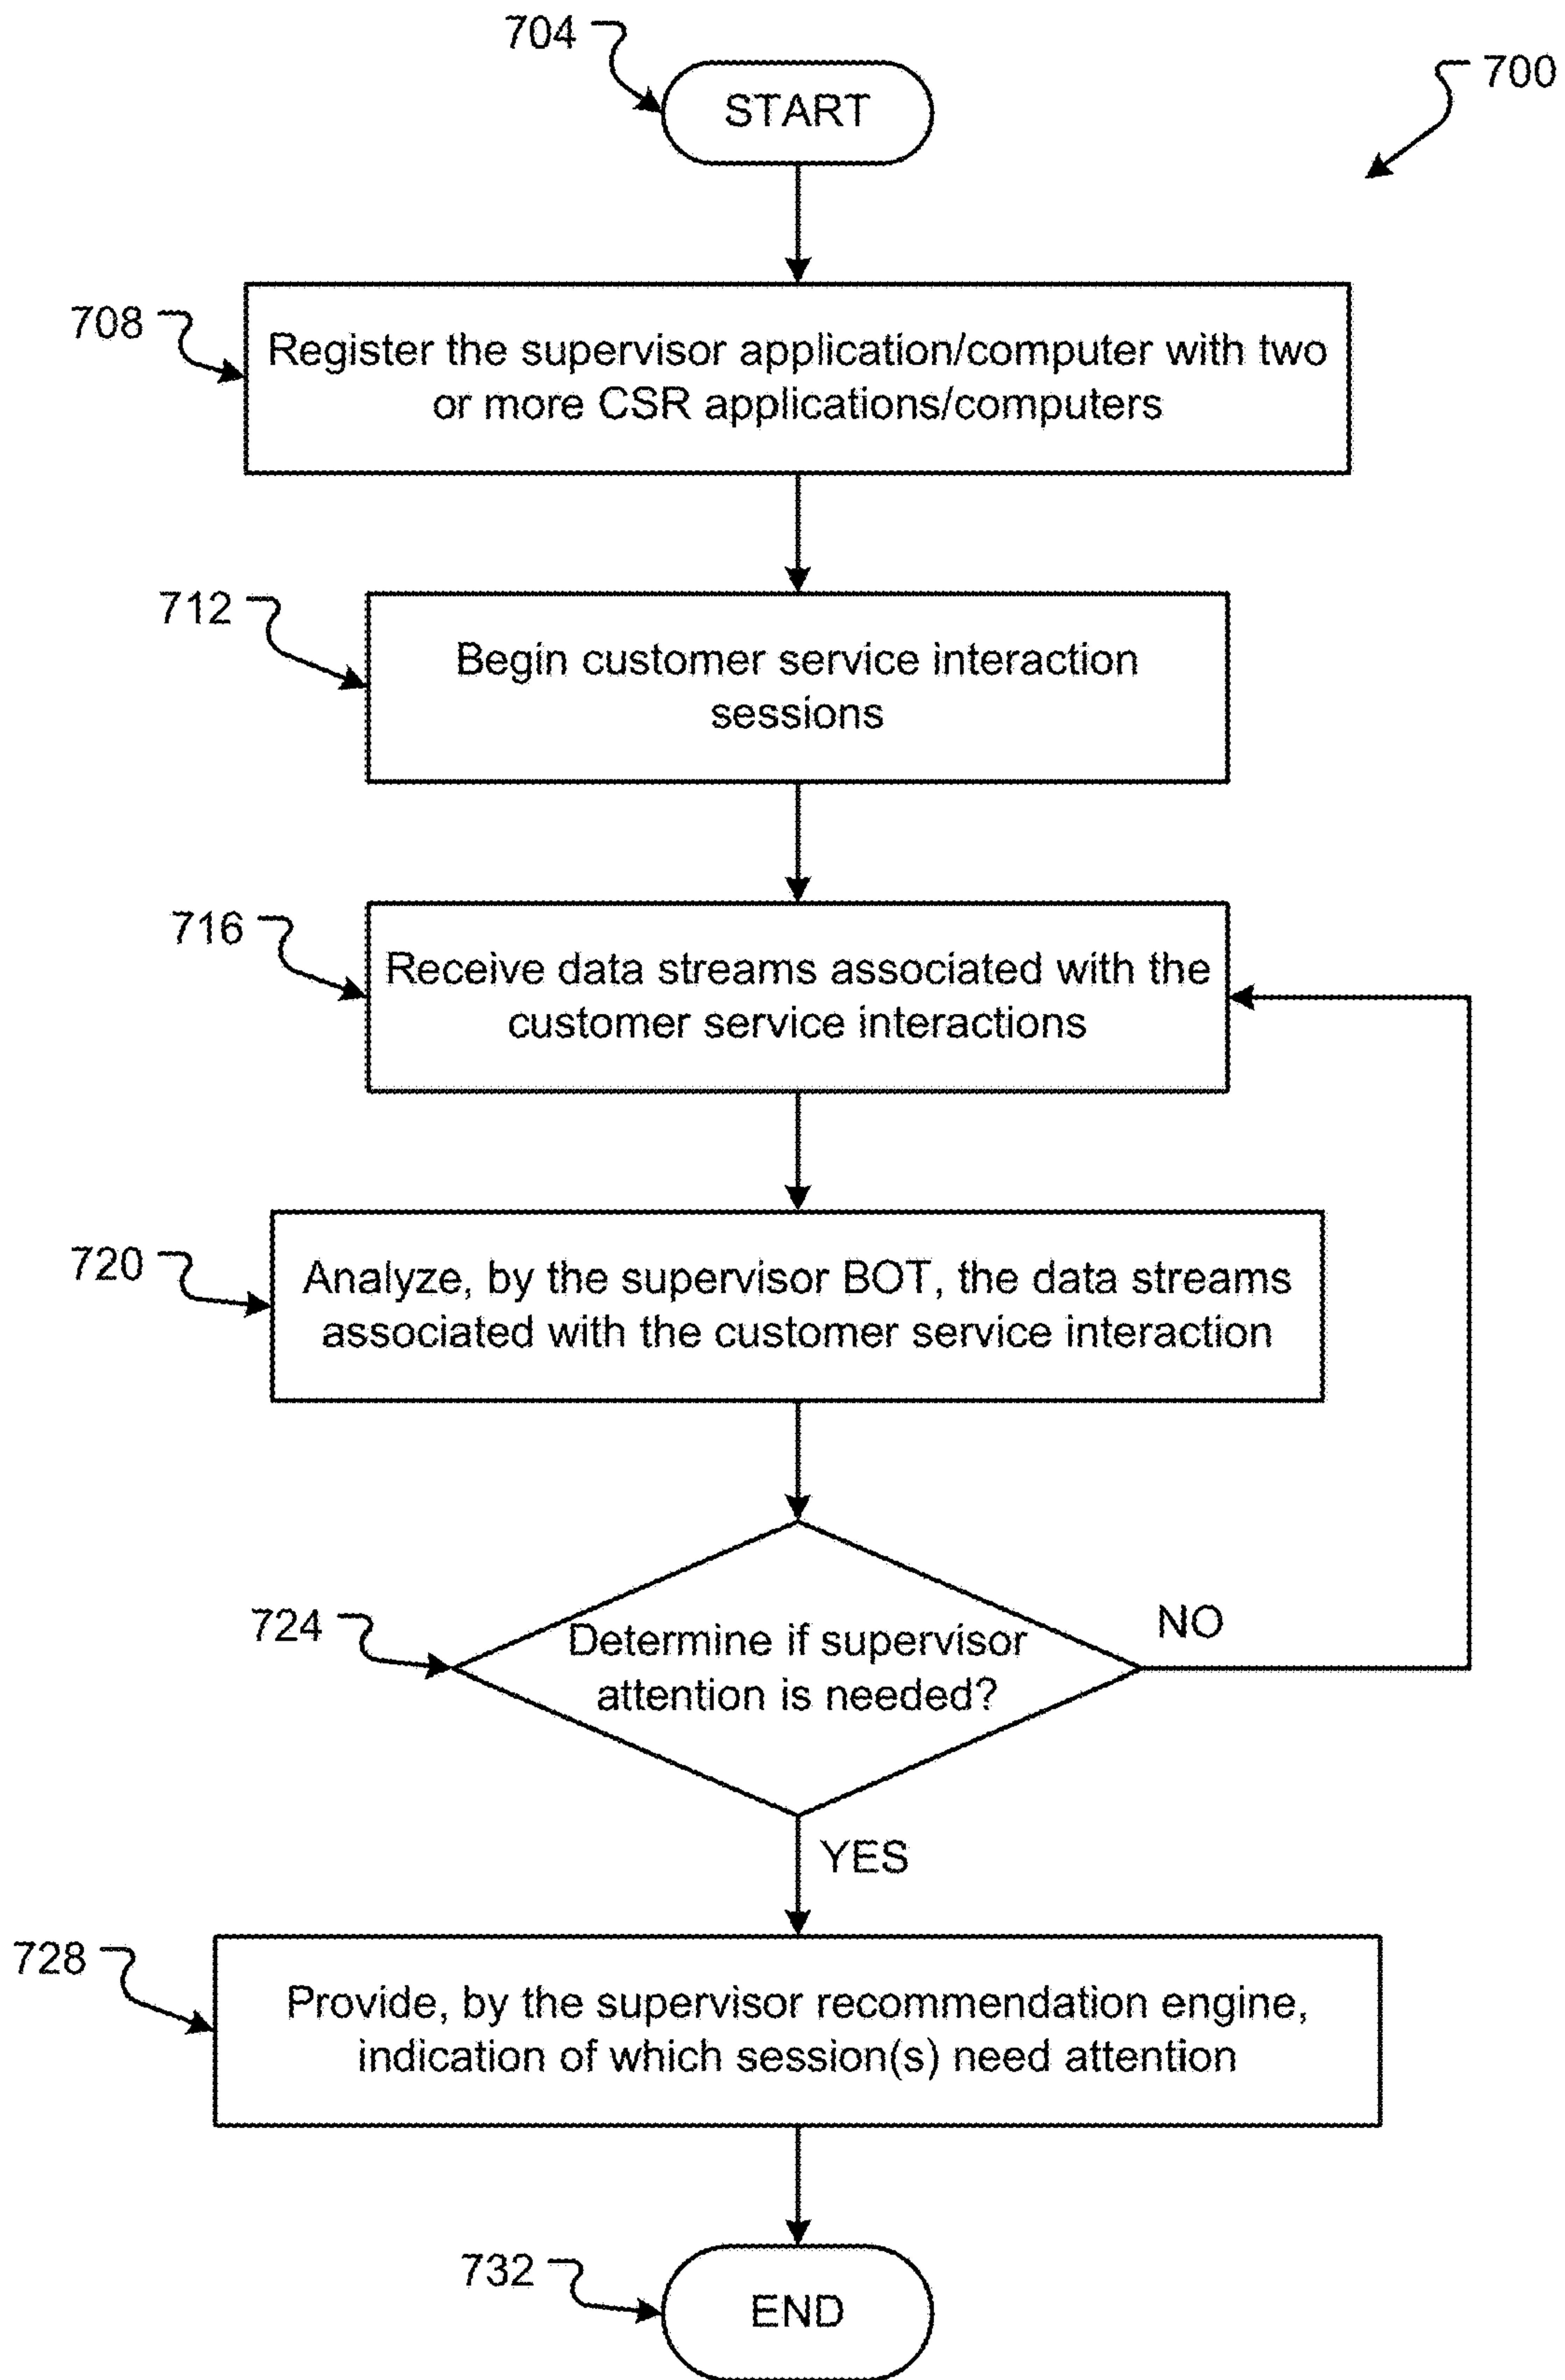 704
START
700
708
Register the supervisor application/computer with two
or more CSR applications/computers
712
Begin customer service interaction
sessions
716
Receive data streams associated with the
customer service interactions
720
Analyze, by the supervisor BOT, the data streams
associated with the customer service interaction
724
Determine if supervisor
attention is needed?
NO
YES
728
Provide, by the supervisor recommendation engine,
indication of which session(s) need attention
732
END